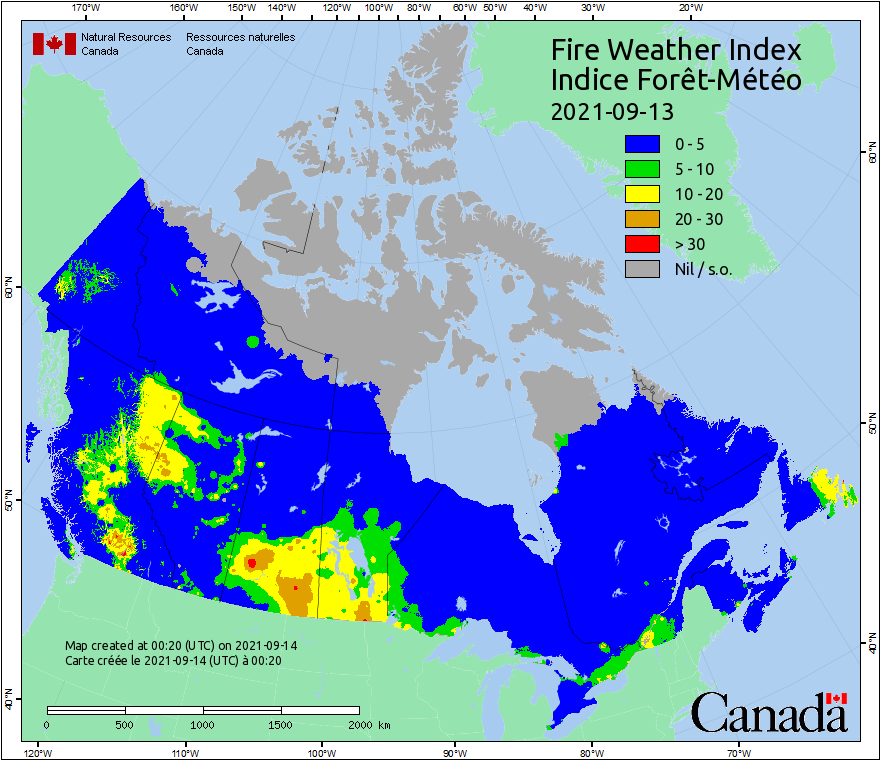 170°W 160°W 150°W 140°W 130°W 120°W 110°W 100°W 90°W 80°W 60°W 50°W 40°W 30°W 20°W
Natural Resources Canada
Ressources naturelles Canada
Fire Weather Index
Indice Forêt-Météo
2021-09-13
0 - 5
5 - 10
10 - 20
20 - 30
> 30
Nil / s.o.
60°N
50°N
40°N
60°N
50°N
40°N
Map created at 00:20 (UTC) on 2021-09-14
Carte créée le 2021-09-14 (UTC) à 00:20
0 500 1000 1500 2000 km
Canada
120°W 110°W 100°W 90°W 80°W 70°W